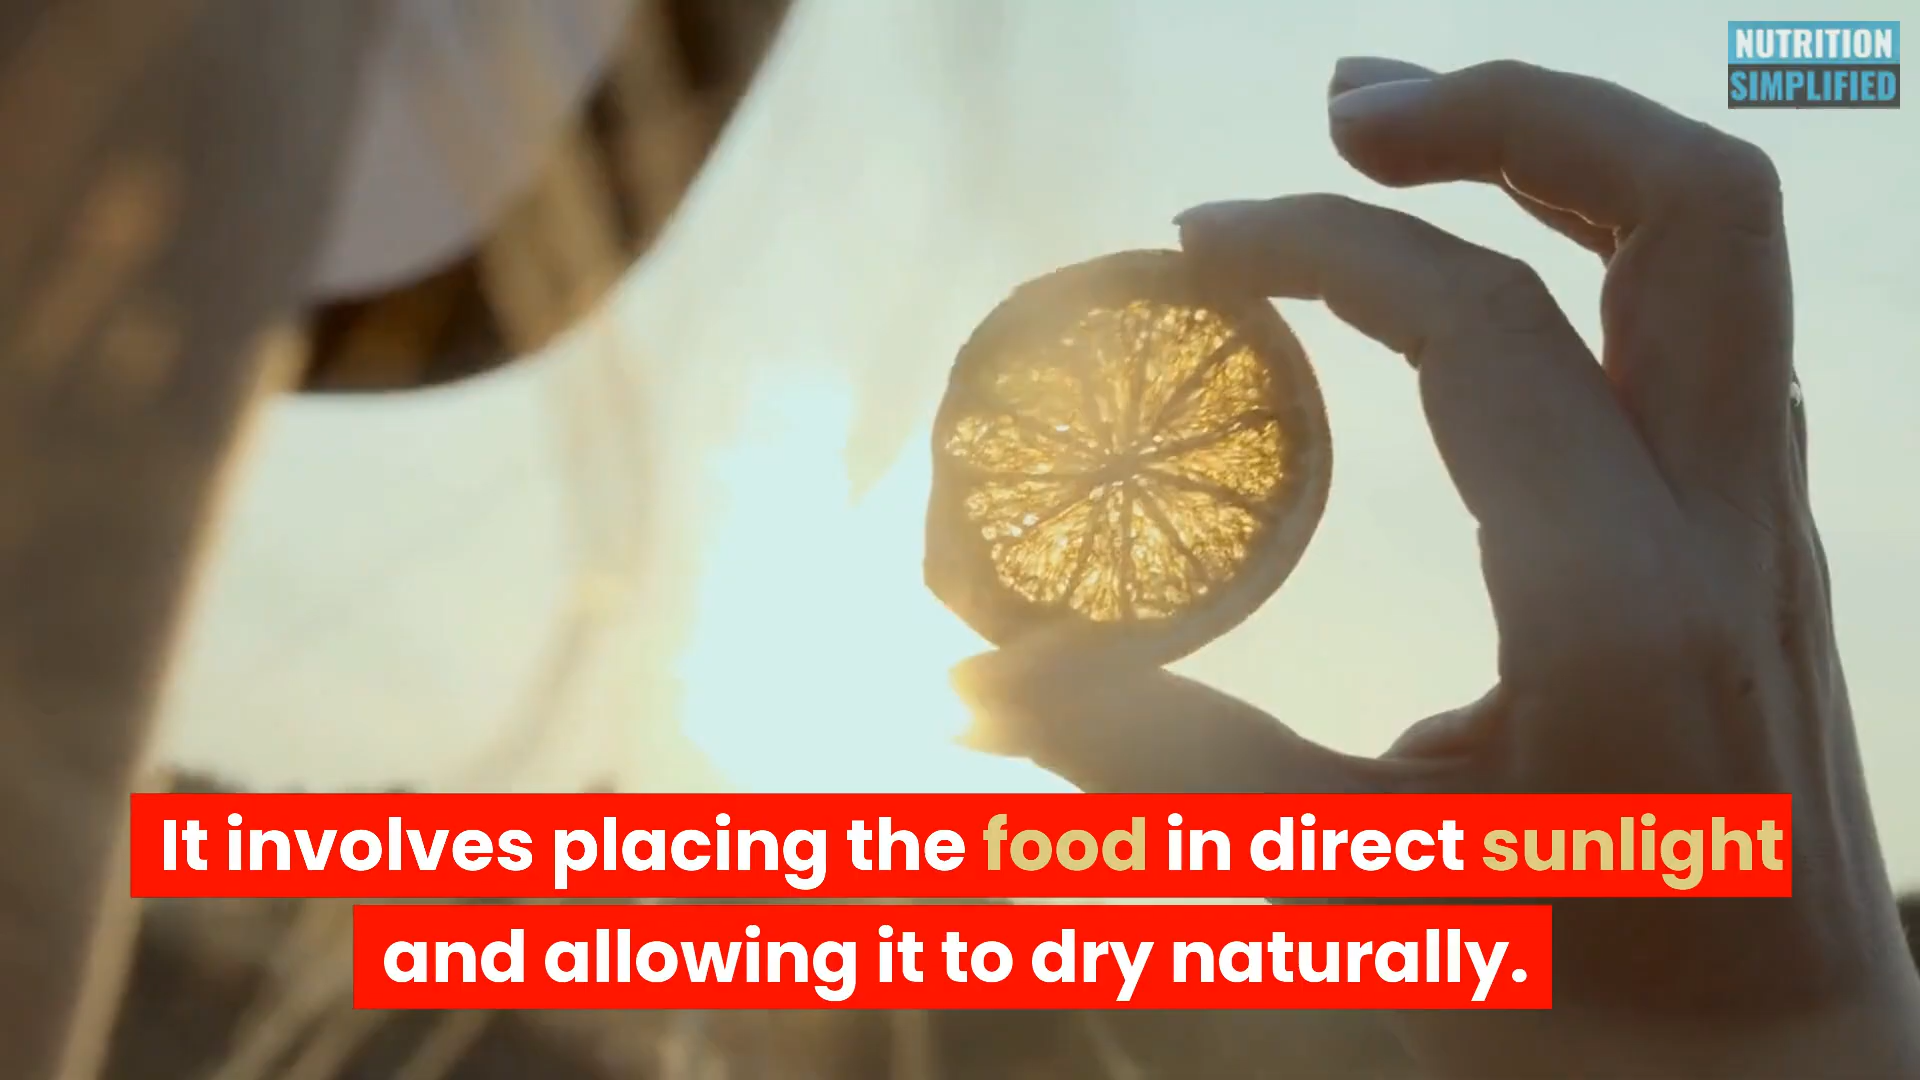 NUTRITION
SIMPLIFIED
It involves placing the food in direct sunlight
and allowing it to dry naturally.